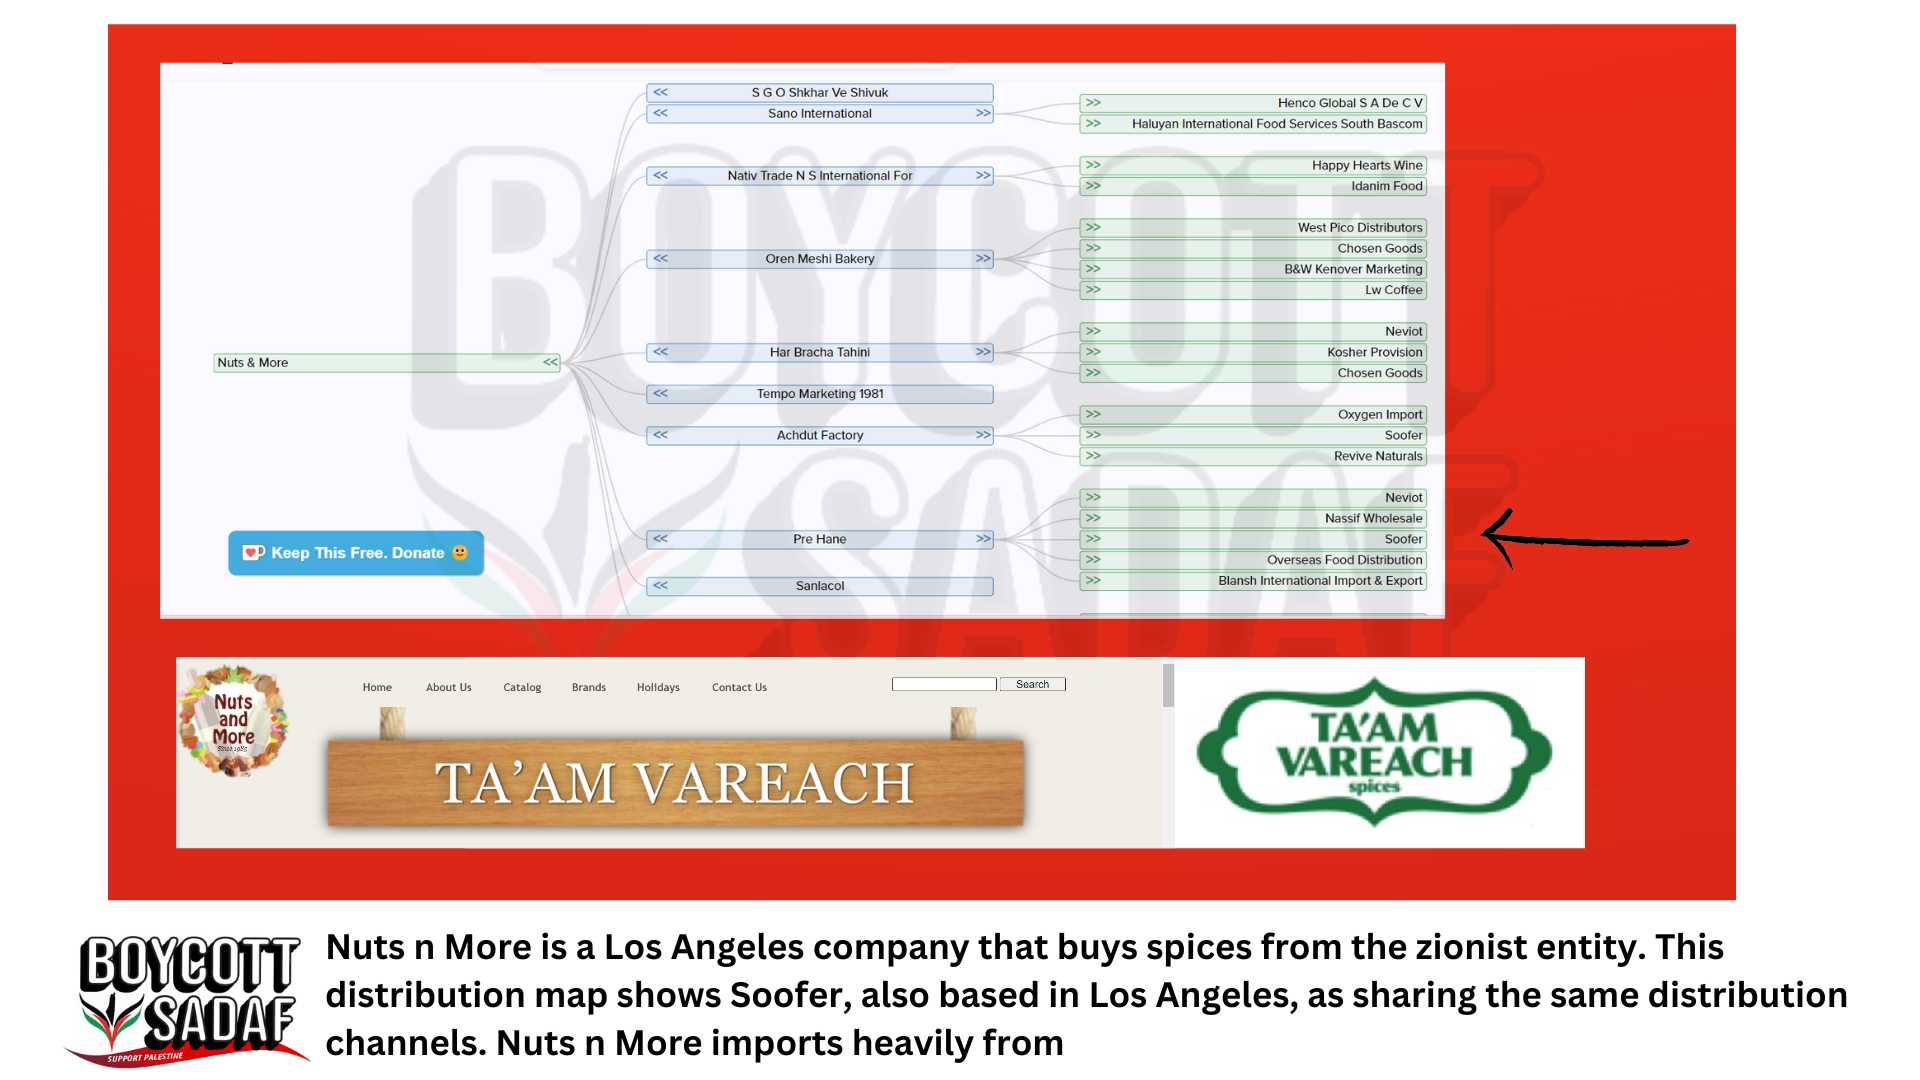 S G O Shkhar Ve Shivuk
<<
Sano International
<< >>
Henco Global S A De C V
>>
Haluyan International Food Services South Bascom
>>
Nativ Trade N S International For
<< >>
Happy Hearts Wine
>>
Idanim Food
>>
Oren Meshi Bakery
<< >>
West Pico Distributors
>>
Chosen Goods
>>
B&W Kenover Marketing
>>
Lw Coffee
>>
Nuts & More <<
Har Bracha Tahini
<< >>
Neviot
>>
Kosher Provision
>>
Chosen Goods
>>
Tempo Marketing 1981
<<
Achdut Factory
<< >>
Oxygen Import
>>
Soofer
>>
Revive Naturals
>>
Pre Hane
<< >>
Neviot
>>
Nassif Wholesale
>>
Soofer
>>
Overseas Food Distribution
>>
Blansh International Import & Export
>>
Sanlacol
<<
Keep This Free. Donate
BOYCOTT
SADAF
Nuts
and
More
Since 1985
Home About Us Catalog Brands Holidays Contact Us Search
TA'AM VAREACH
TA'AM
VAREACH
spices
BOYCOTT
SADAF
SUPPORT PALESTINE
Nuts n More is a Los Angeles company that buys spices from the zionist entity. This
distribution map shows Soofer, also based in Los Angeles, as sharing the same distribution
channels. Nuts n More imports heavily from